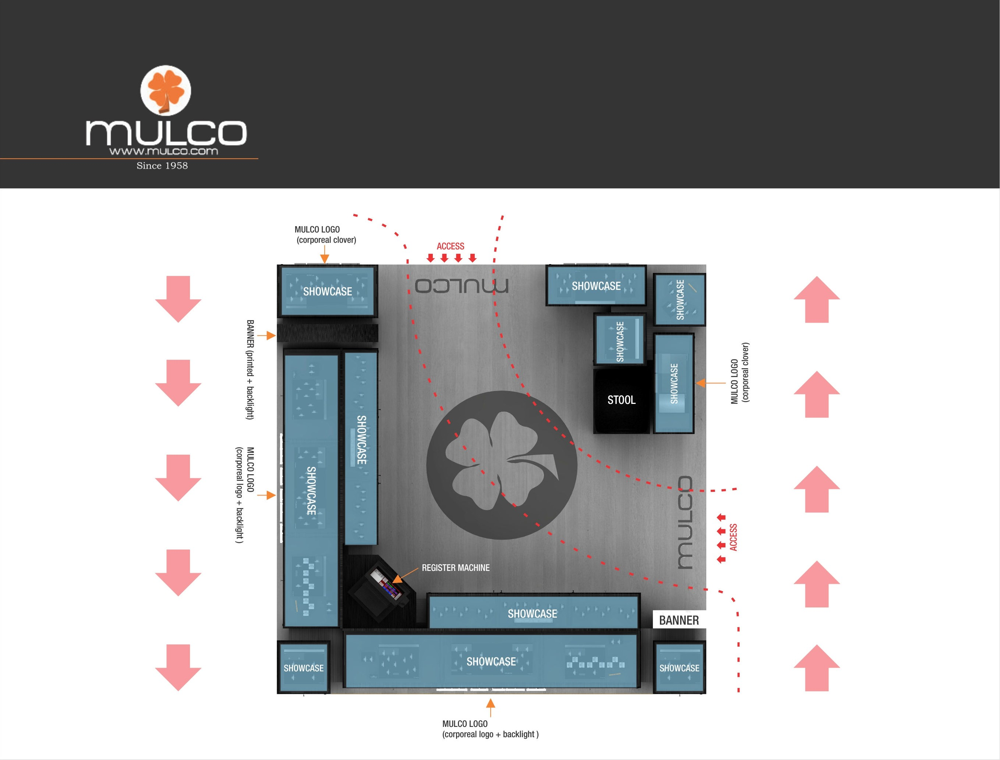 mulco
www.mulco.com
Since 1958
MULCO LOGO
(corporeal clover)
ACCESS
mulco
SHOWCASE
SHOWCASE
SHOWCASE
BANNER (printed + backlight)
SHOWCASE
SHOWCASE
MULCO LOGO
(corporeal clover)
STOOL
SHOWCASE
MULCO LOGO
(corporeal logo + backlight )
SHOWCASE
mulco
ACCESS
REGISTER MACHINE
SHOWCASE
BANNER
SHOWCASE
SHOWCASE
SHOWCASE
MULCO LOGO
(corporeal logo + backlight )